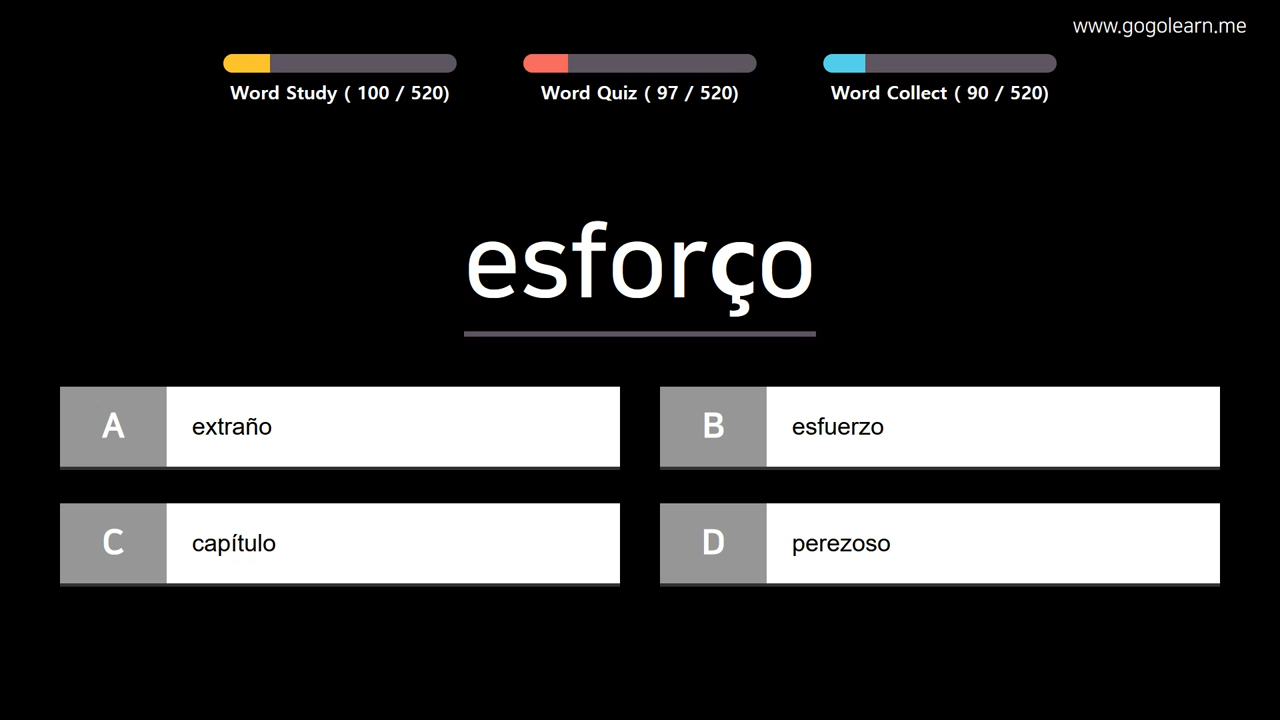 www.gogolearn.me
Word Study ( 100 / 520)
Word Quiz ( 97 / 520)
Word Collect ( 90 / 520)
esforço
A extraño
B esfuerzo
C capítulo
D perezoso